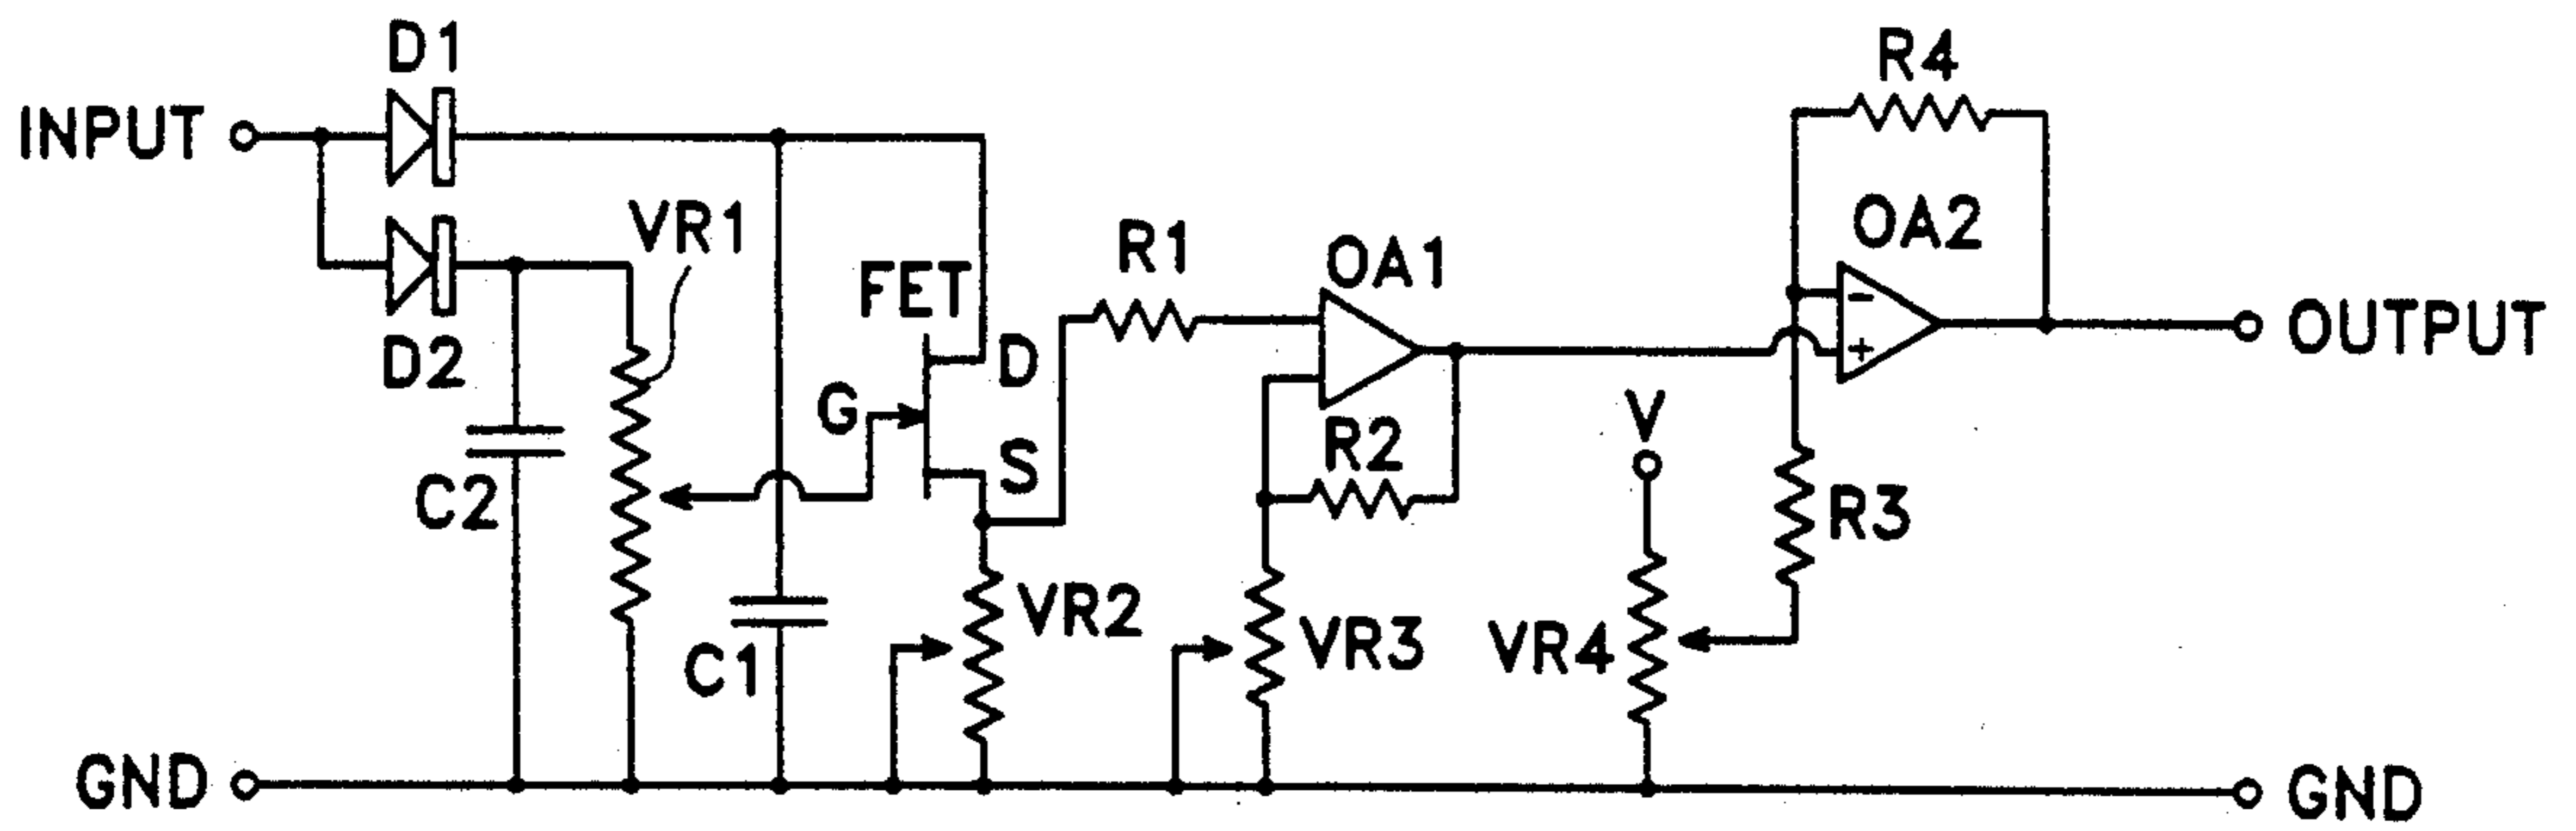 D1
R4
INPUT
VR1
OA2
R1
OA1
FET
D
OUTPUT
D2
G
V
S
R2
C2
R3
VR2
VR3
VR4
C1
GND
GND
-
+